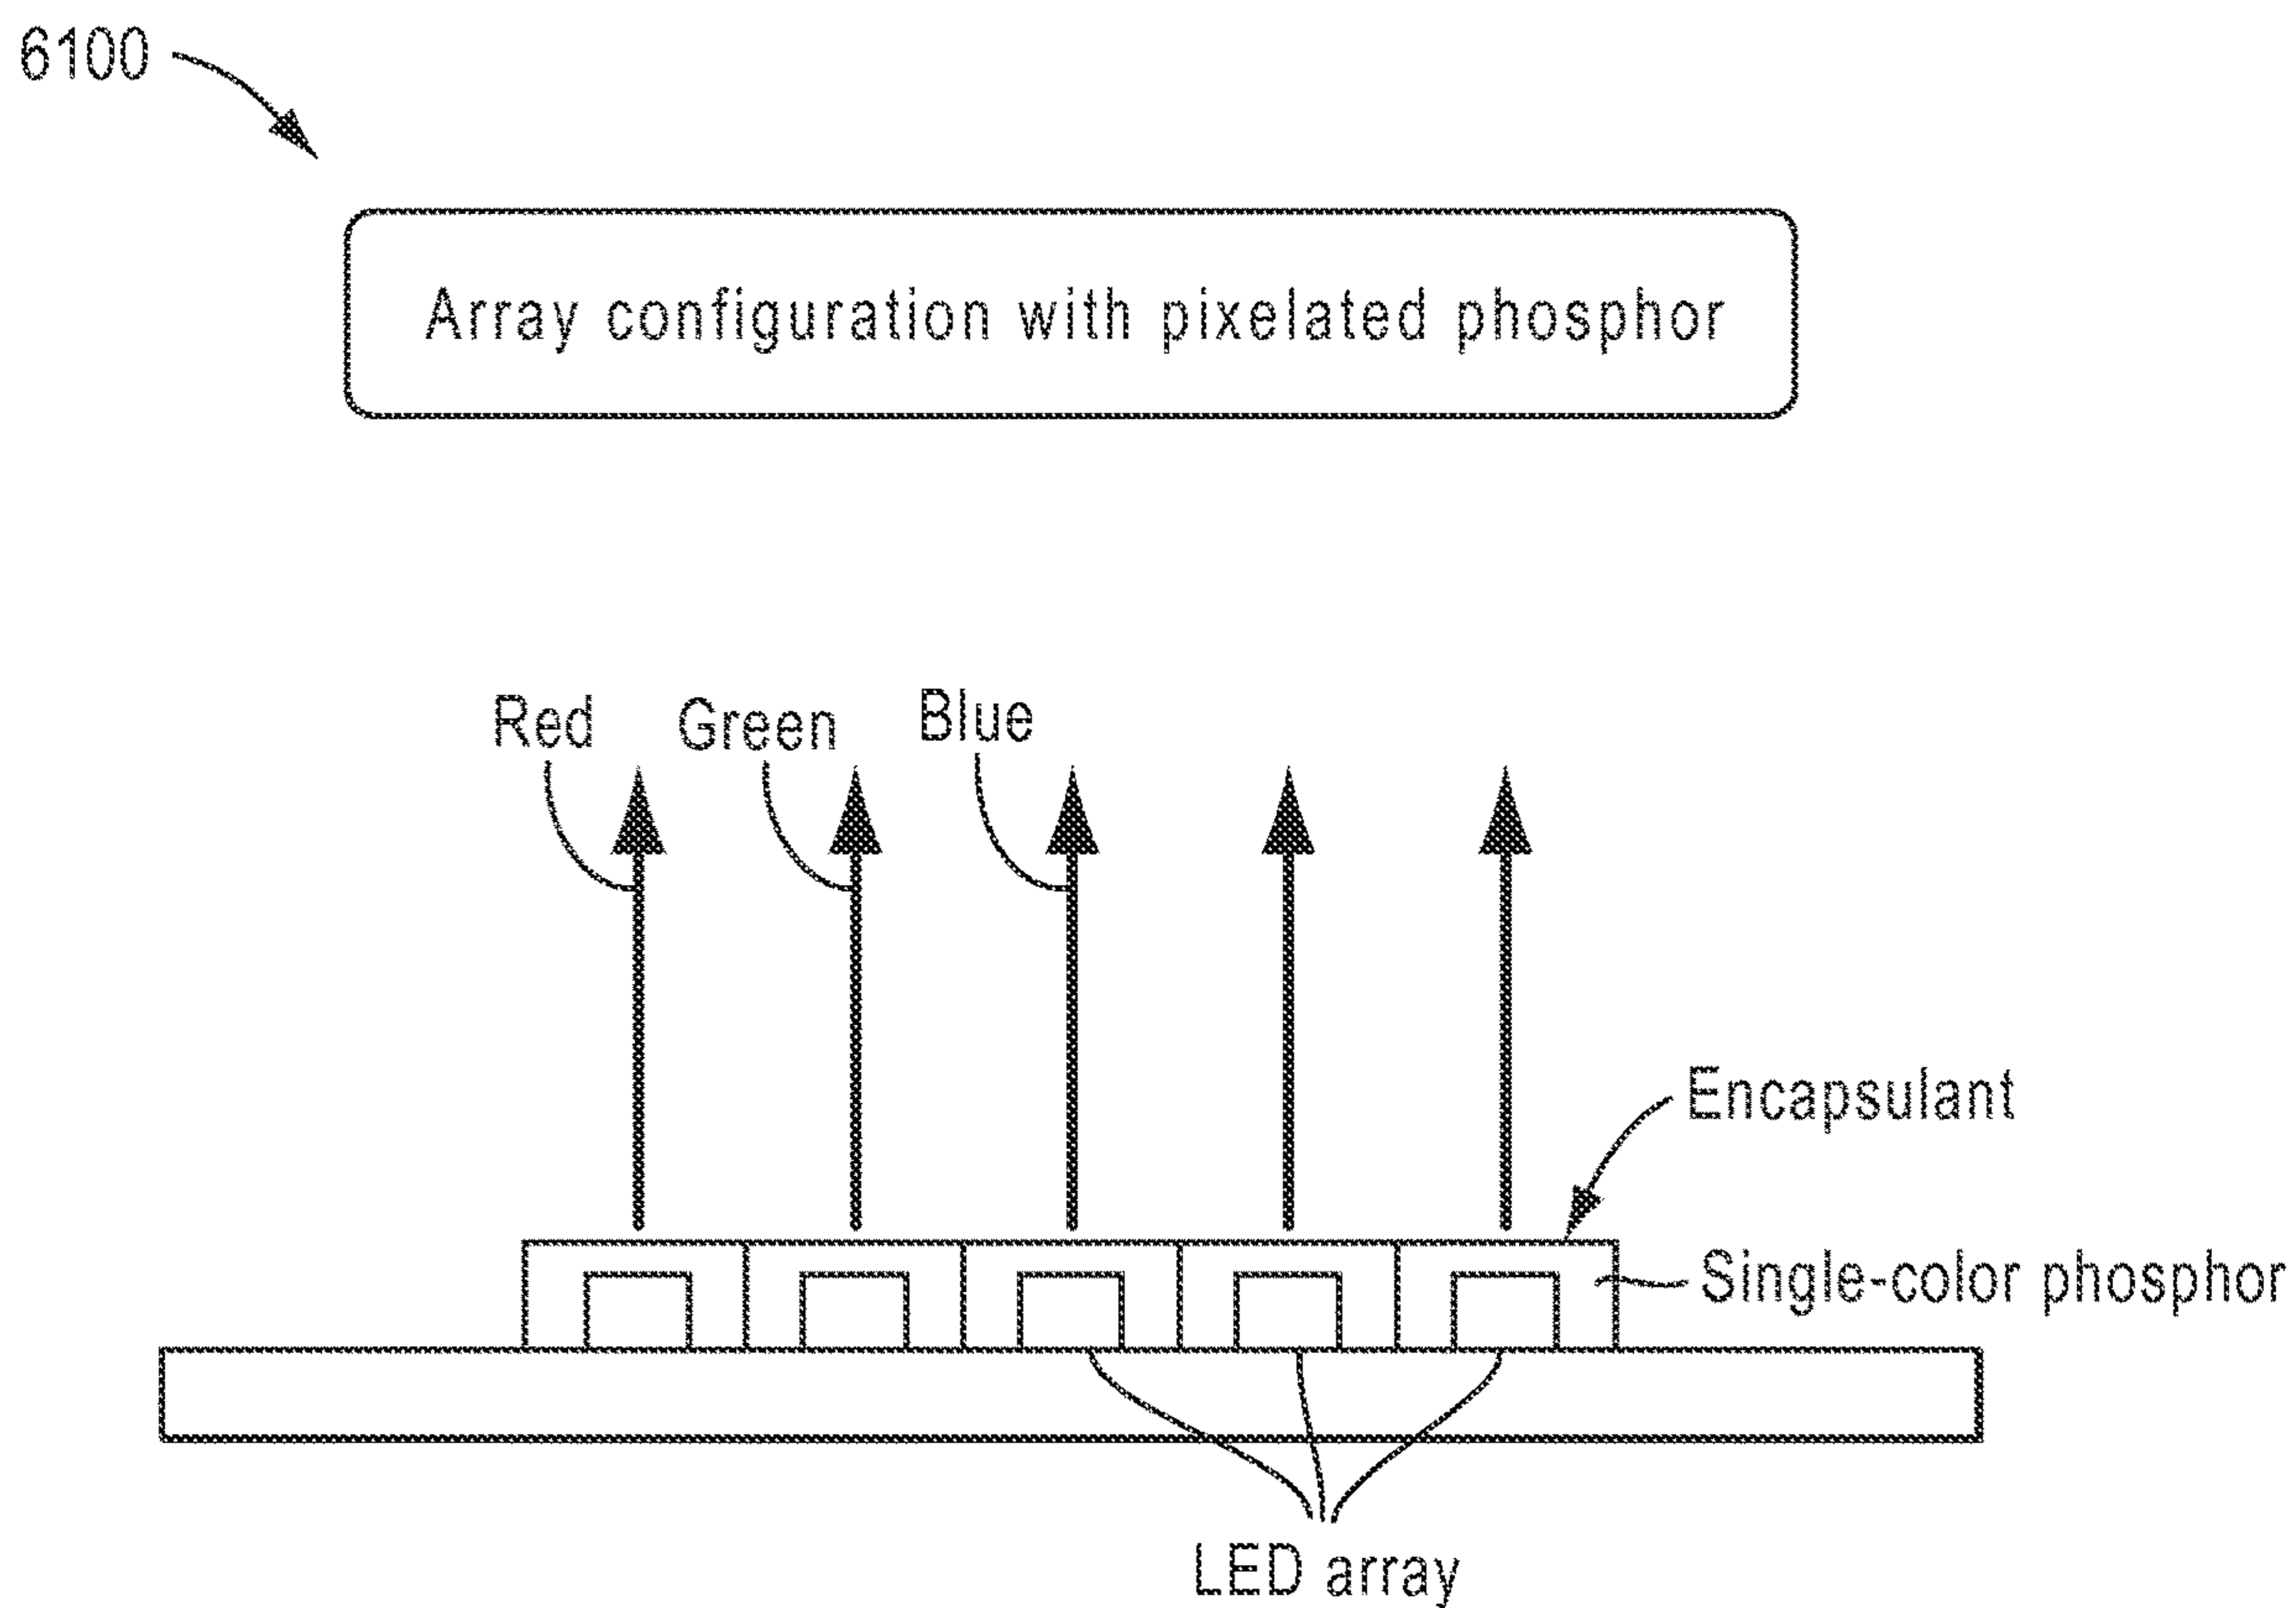 6100
Array configuration with pixelated phosphor
Red
Green
Blue
Encapsulant
Single-color phosphor
LED array